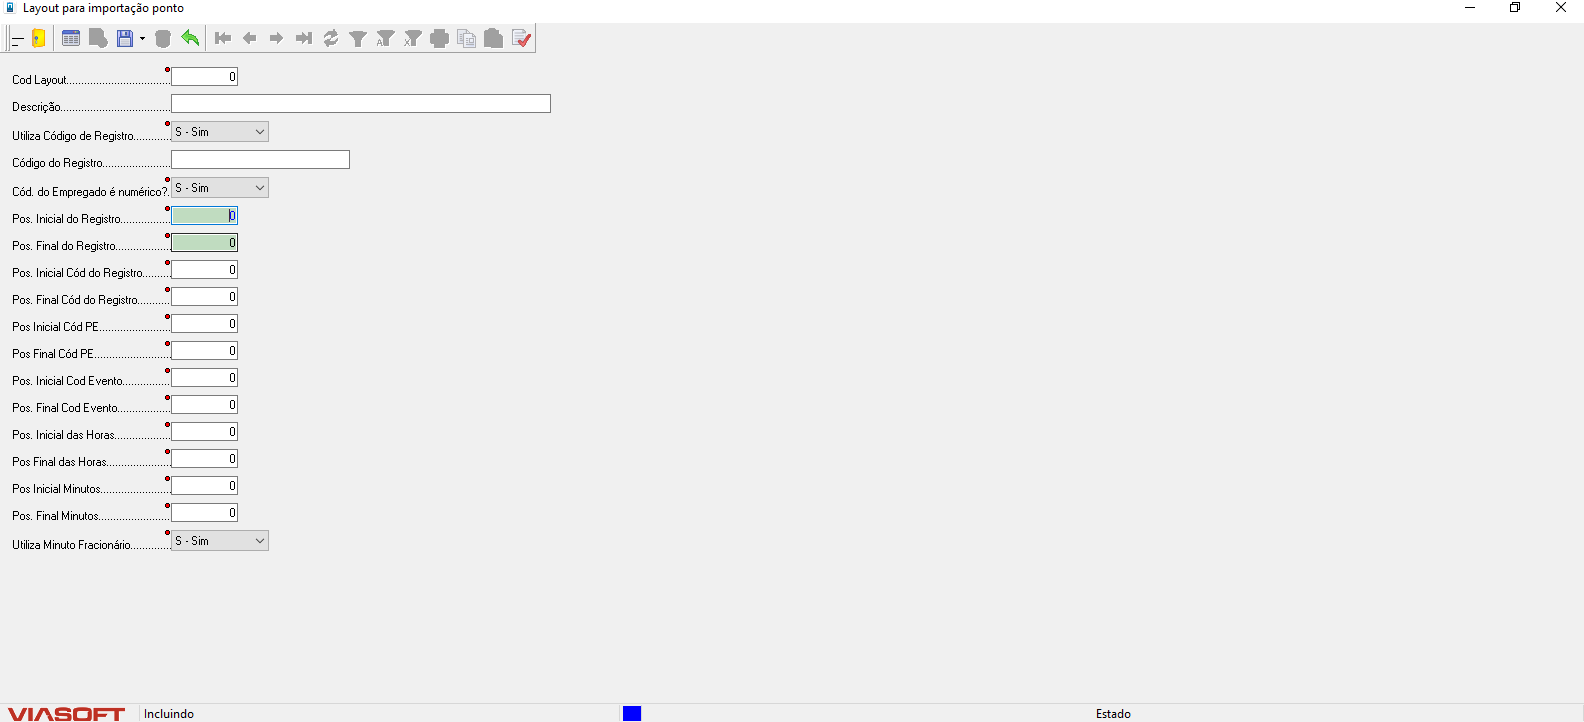 Layout para importação ponto
Cod Layout.................................... 0
Descrição.....................................
Utiliza Código de Registro............. S - Sim
Código do Registro.......................
Cód. do Empregado é numérico?. S - Sim
Pos. Inicial do Registro................. 0
Pos. Final do Registro................... 0
Pos. Inicial Cód do Registro.......... 0
Pos. Final Cód do Registro........... 0
Pos Inicial Cód PE........................ 0
Pos Final Cód PE.......................... 0
Pos. Inicial Cod Evento................ 0
Pos. Final Cod Evento.................. 0
Pos. Inicial das Horas................... 0
Pos Final das Horas...................... 0
Pos Inicial Minutos........................ 0
Pos. Final Minutos........................ 0
Utiliza Minuto Fracionário............. S - Sim
VIASOFT Incluindo Estado